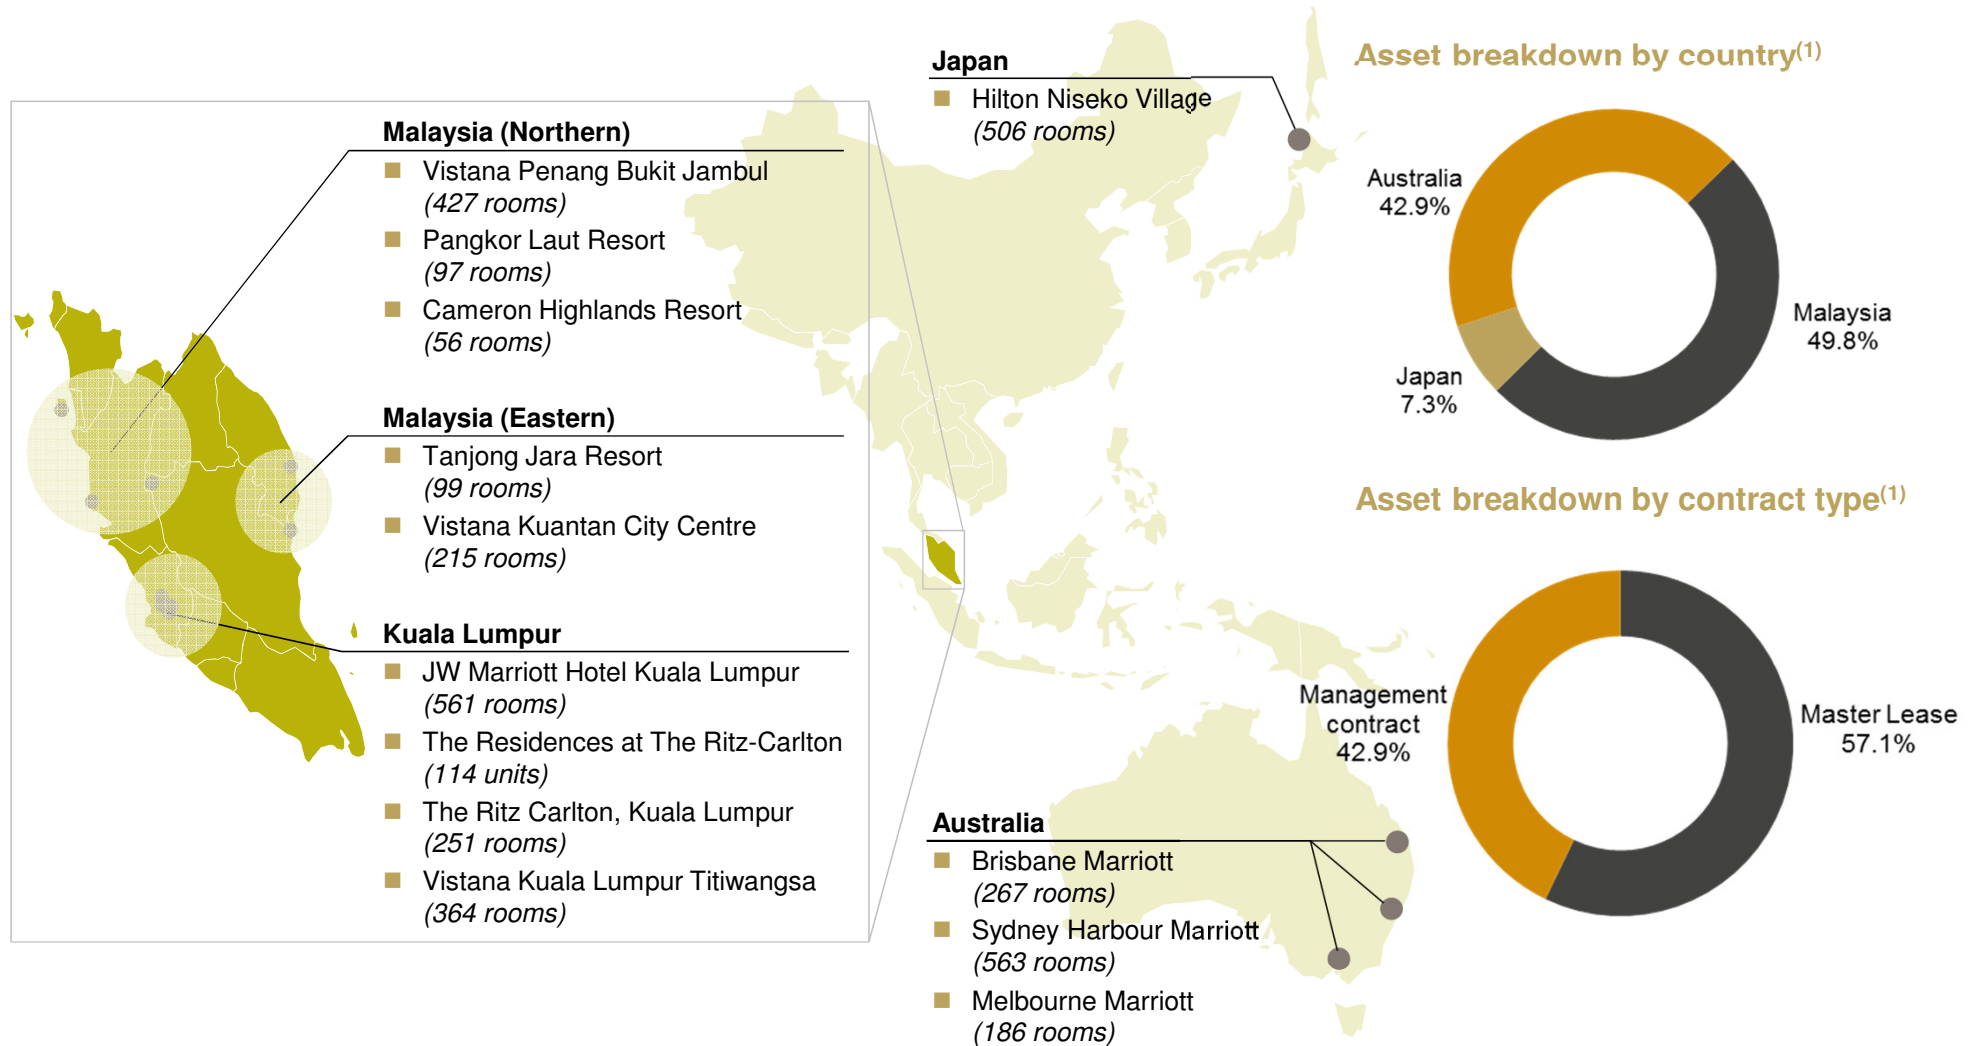 Malaysia (Northern)
Vistana Penang Bukit Jambul
(427 rooms)
Pangkor Laut Resort
(97 rooms)
Cameron Highlands Resort
(56 rooms)
Malaysia (Eastern)
Tanjong Jara Resort
(99 rooms)
Vistana Kuantan City Centre
(215 rooms)
Kuala Lumpur
JW Marriott Hotel Kuala Lumpur
(561 rooms)
The Residences at The Ritz-Carlton
(114 units)
The Ritz Carlton, Kuala Lumpur
(251 rooms)
Vistana Kuala Lumpur Titiwangsa
(364 rooms)
Japan
Hilton Niseko Village
(506 rooms)
Australia
Brisbane Marriott
(267 rooms)
Sydney Harbour Marriott
(563 rooms)
Melbourne Marriott
(186 rooms)
Asset breakdown by country(1)
Australia
42.9%
Malaysia
49.8%
Japan
7.3%
Asset breakdown by contract type(1)
Management
contract
42.9%
Master Lease
57.1%